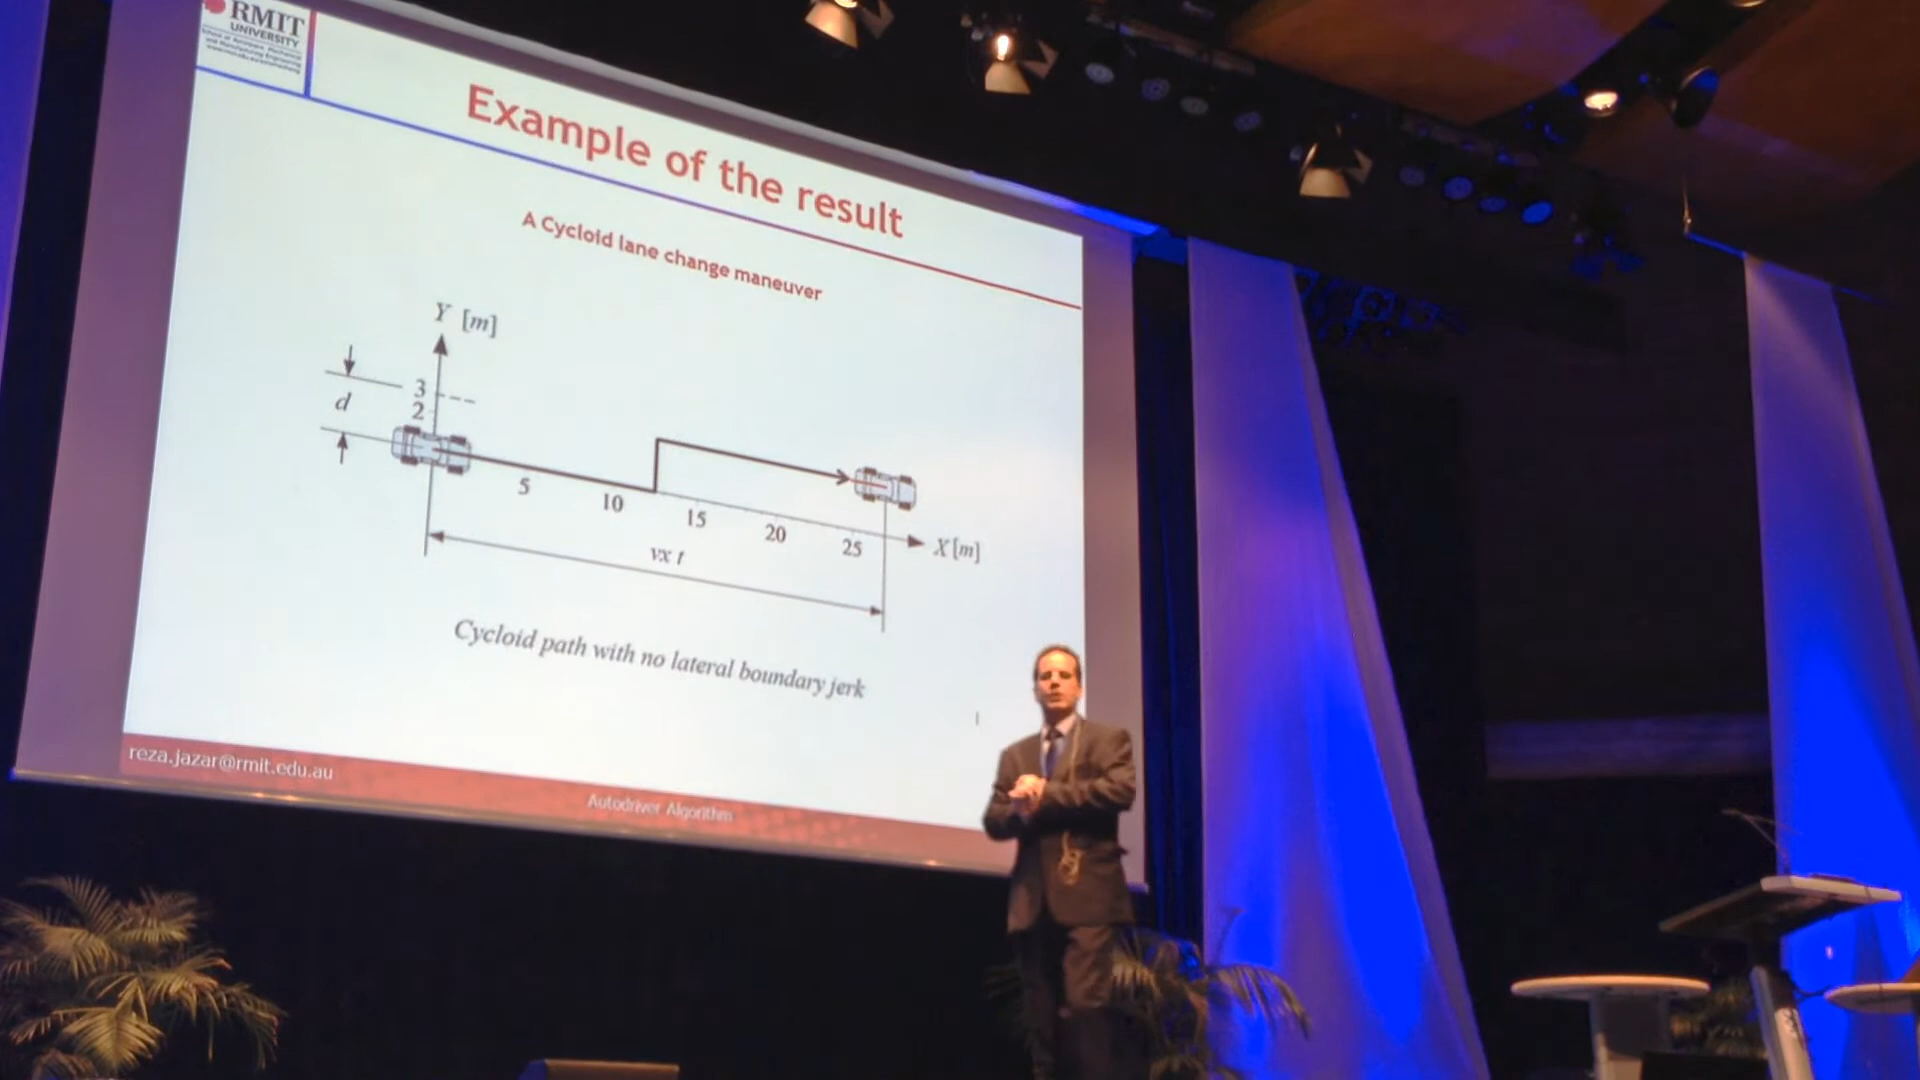 RMIT
UNIVERSITY
Example of the result
A Cycloid lane change maneuver
Y [m]
3
d
2
5
10
15
20
25
X [m]
vx t
Cycloid path with no lateral boundary jerk
reza.jazar@rmit.edu.au
Autodriver Algorithm